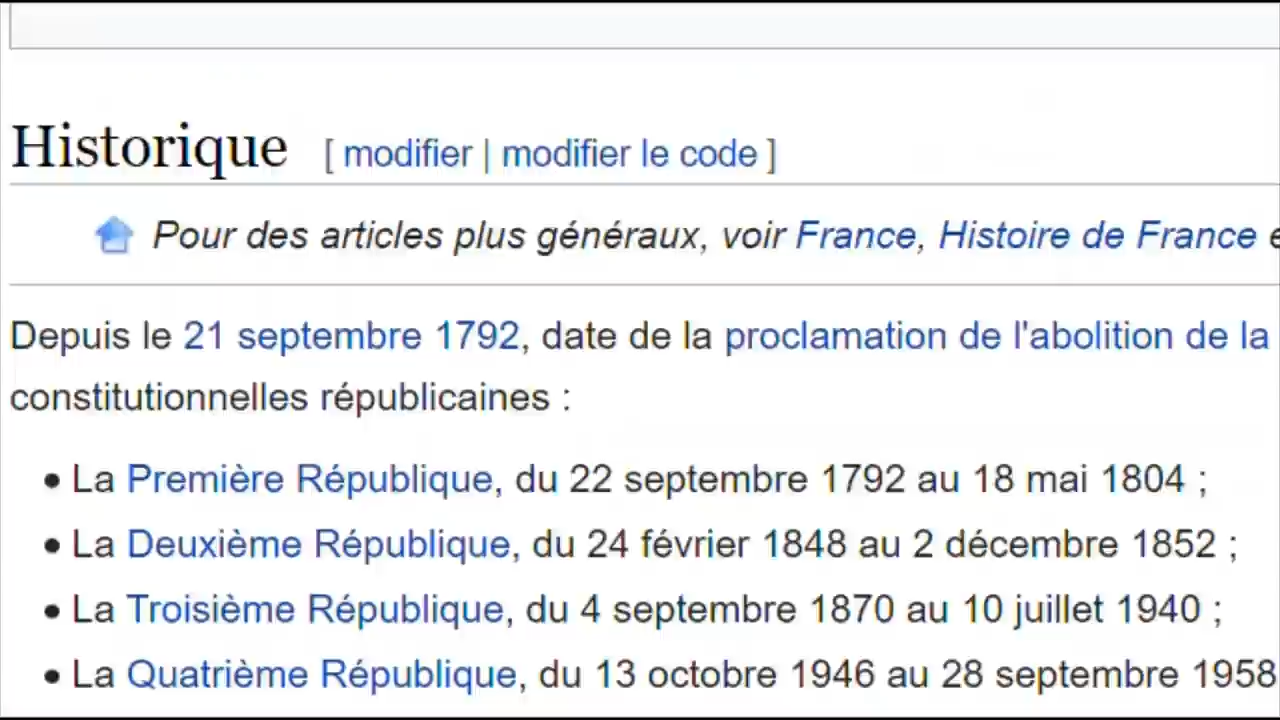 Historique [ modifier | modifier le code ]
Pour des articles plus généraux, voir France, Histoire de France
Depuis le 21 septembre 1792, date de la proclamation de l'abolition de la
constitutionnelles républicaines :
• La Première République, du 22 septembre 1792 au 18 mai 1804 ;
• La Deuxième République, du 24 février 1848 au 2 décembre 1852 ;
• La Troisième République, du 4 septembre 1870 au 10 juillet 1940 ;
• La Quatrième République, du 13 octobre 1946 au 28 septembre 1958